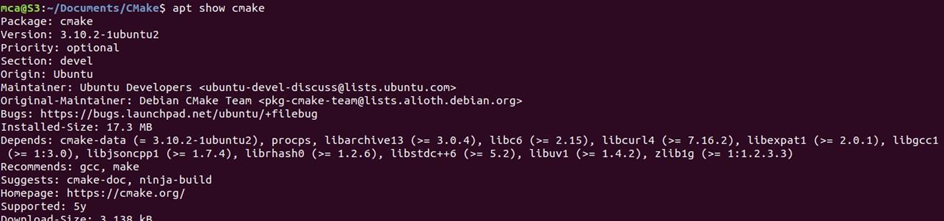 mca@S3:~/Documents/CMake$ apt show cmake
Package: cmake
Version: 3.10.2-1ubuntu2
Priority: optional
Section: devel
Origin: Ubuntu
Maintainer: Ubuntu Developers <ubuntu-devel-discuss@lists.ubuntu.com>
Original-Maintainer: Debian CMake Team <pkg-cmake-team@lists.alioth.debian.org>
Bugs: https://bugs.launchpad.net/ubuntu/+filebug
Installed-Size: 17.3 MB
Depends: cmake-data (= 3.10.2-1ubuntu2), procps, libarchive13 (>= 3.0.4), libc6 (>= 2.15), libcurl4 (>= 7.16.2), libexpat1 (>= 2.0.1), libgcc1
(>= 1:3.0), libjsoncpp1 (>= 1.7.4), librhash0 (>= 1.2.6), libstdc++6 (>= 5.2), libuv1 (>= 1.4.2), zlib1g (>= 1:1.2.3.3)
Recommends: gcc, make
Suggests: cmake-doc, ninja-build
Homepage: https://cmake.org/
Supported: 5y
Download-Size: 3,138 kB